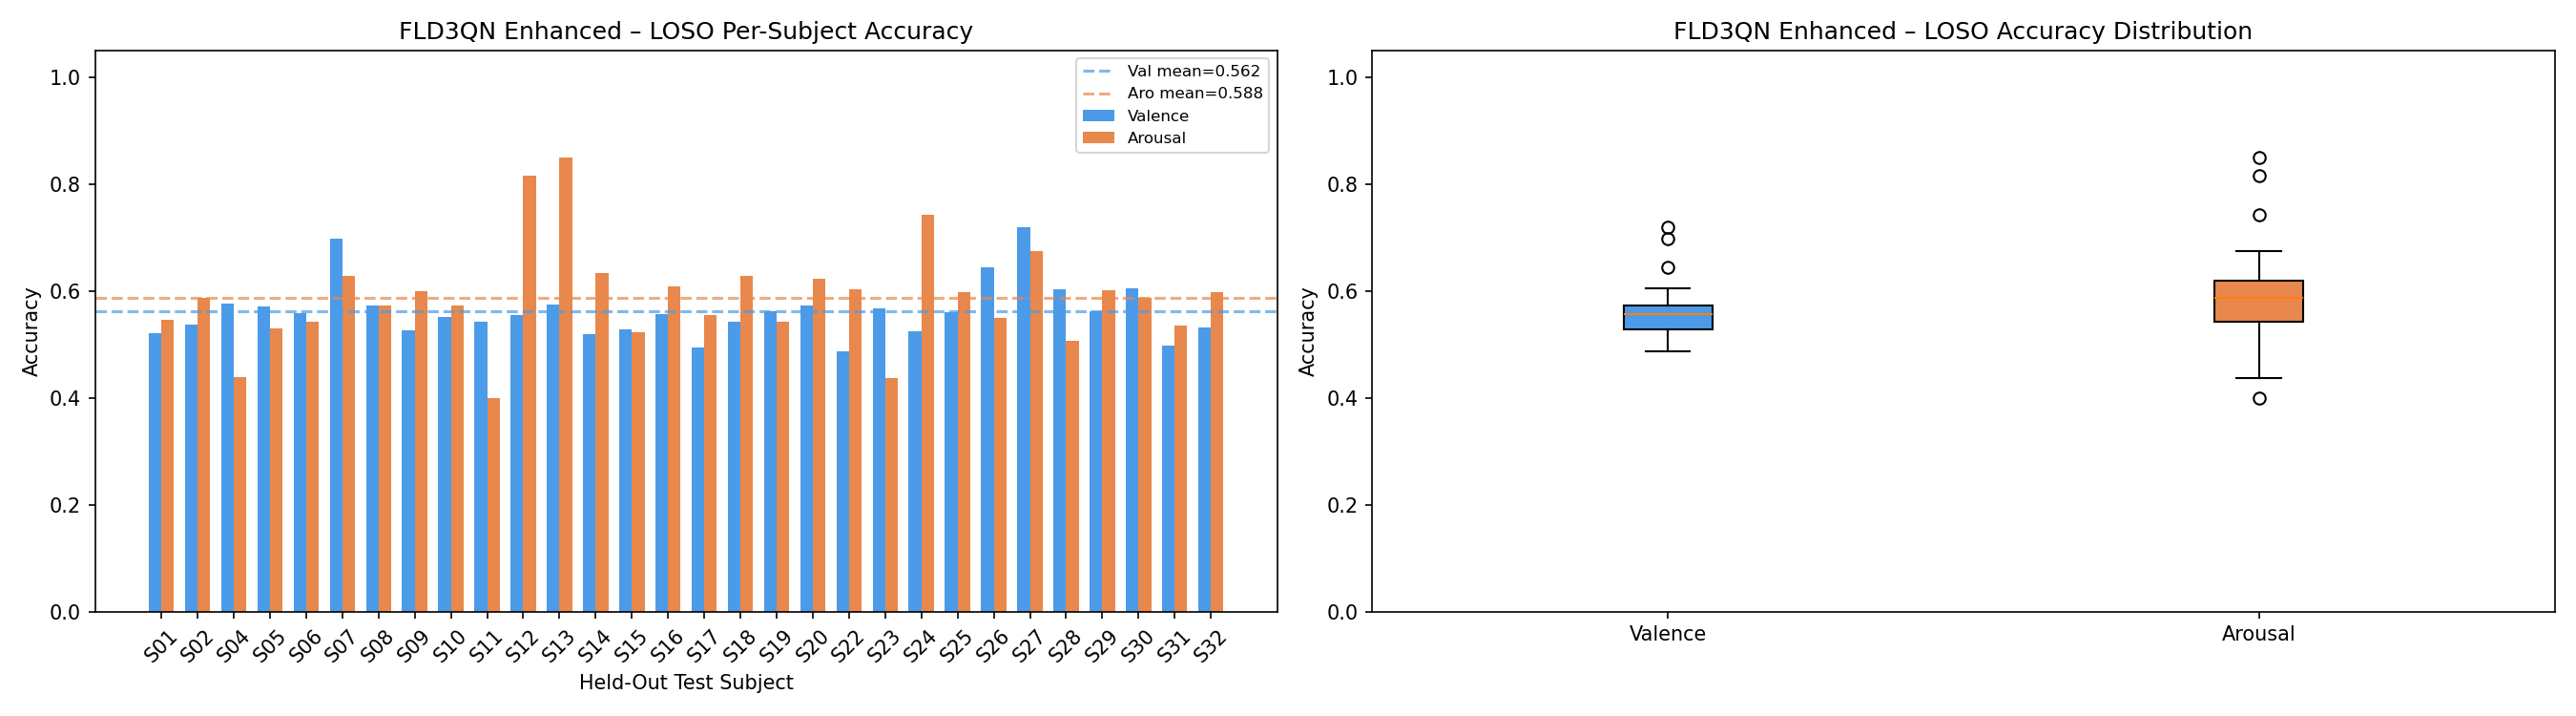 FLD3QN Enhanced – LOSO Per-Subject Accuracy
Accuracy
1.0
0.8
0.6
0.4
0.2
0.0
Val mean=0.562
Aro mean=0.588
Valence
Arousal
S01 S02 S04 S05 S06 S07 S08 S09 S10 S11 S12 S13 S14 S15 S16 S17 S18 S19 S20 S22 S23 S24 S25 S26 S27 S28 S29 S30 S31 S32
Held-Out Test Subject
FLD3QN Enhanced – LOSO Accuracy Distribution
Accuracy
1.0
0.8
0.6
0.4
0.2
0.0
Valence Arousal